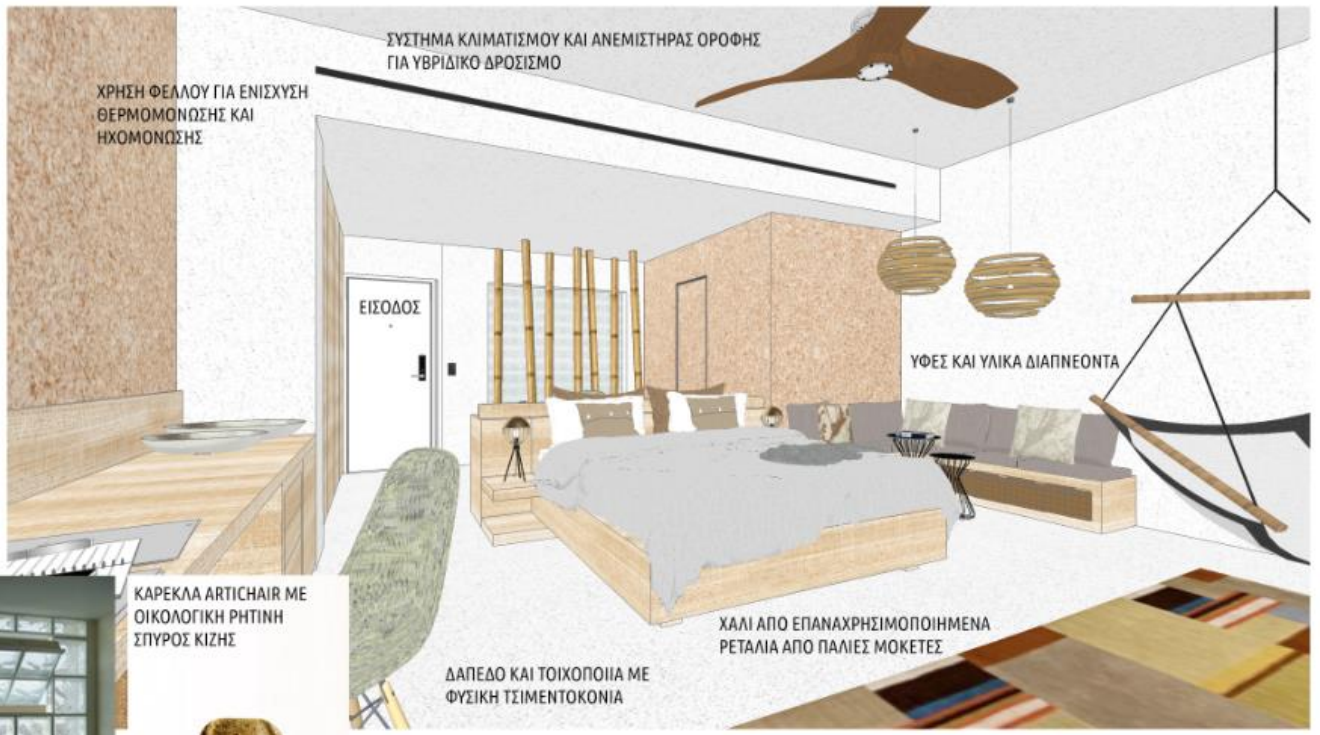 ΣΥΣΤΗΜΑ ΚΛΙΜΑΤΙΣΜΟΥ ΚΑΙ ΑΝΕΜΙΣΤΗΡΑΣ ΟΡΟΦΗΣ
ΓΙΑ ΥΒΡΙΔΙΚΟ ΔΡΟΣΙΣΜΟ
ΧΡΗΣΗ ΦΕΛΛΟΥ ΓΙΑ ΕΝΙΣΧΥΣΗ
ΘΕΡΜΟΜΟΝΩΣΗΣ ΚΑΙ
ΗΧΟΜΟΝΩΣΗΣ
ΕΙΣΟΔΟΣ
ΥΦΕΣ ΚΑΙ ΥΛΙΚΑ ΔΙΑΠΝΕΟΝΤΑ
ΚΑΡΕΚΛΑ ARTICHAIR ΜΕ
ΟΙΚΟΛΟΓΙΚΗ ΡΗΤΙΝΗ
ΣΠΥΡΟΣ ΚΙΖΗΣ
ΧΑΛΙ ΑΠΟ ΕΠΑΝΑΧΡΗΣΙΜΟΠΟΙΗΜΕΝΑ
ΡΕΤΑΛΙΑ ΑΠΟ ΠΑΛΙΕΣ ΜΟΚΕΤΕΣ
ΔΑΠΕΔΟ ΚΑΙ ΤΟΙΧΟΠΟΙΙΑ ΜΕ
ΦΥΣΙΚΗ ΤΣΙΜΕΝΤΟΚΟΝΙΑ